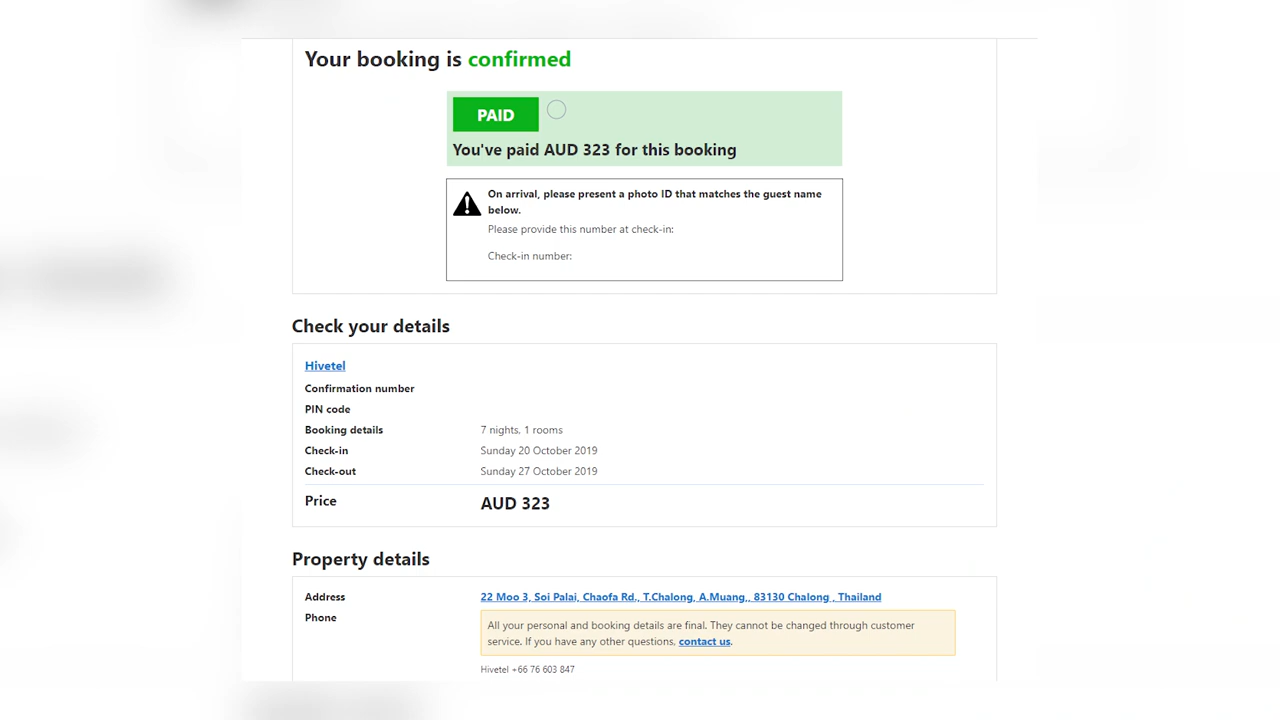 Your booking is confirmed
PAID
You've paid AUD 323 for this booking
On arrival, please present a photo ID that matches the guest name
below.
Please provide this number at check-in:
Check-in number:
Check your details
Hivetel
Confirmation number
PIN code
Booking details 7 nights, 1 rooms
Check-in Sunday 20 October 2019
Check-out Sunday 27 October 2019
Price AUD 323
Property details
Address 22 Moo 3, Soi Palai, Chaofa Rd., T.Chalong, A.Muang,, 83130 Chalong , Thailand
Phone
All your personal and booking details are final. They cannot be changed through customer
service. If you have any other questions, contact us.
Hivetel +66 76 603 847